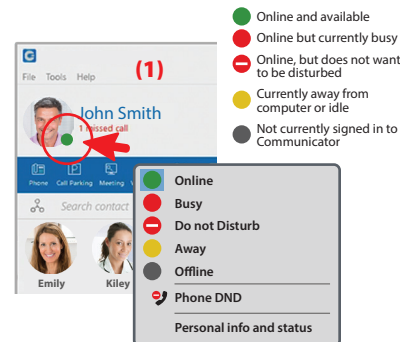 Online and available
Online but currently busy
Online, but does not want
to be disturbed
Currently away from
computer or idle
Not currently signed in to
Communicator
G
File Tools Help
(1)
John Smith
1 missed call
Phone Call Parking Meeting
Search contact
Emily Kiley
Online
Busy
Do not Disturb
Away
Offline
Phone DND
Personal info and status